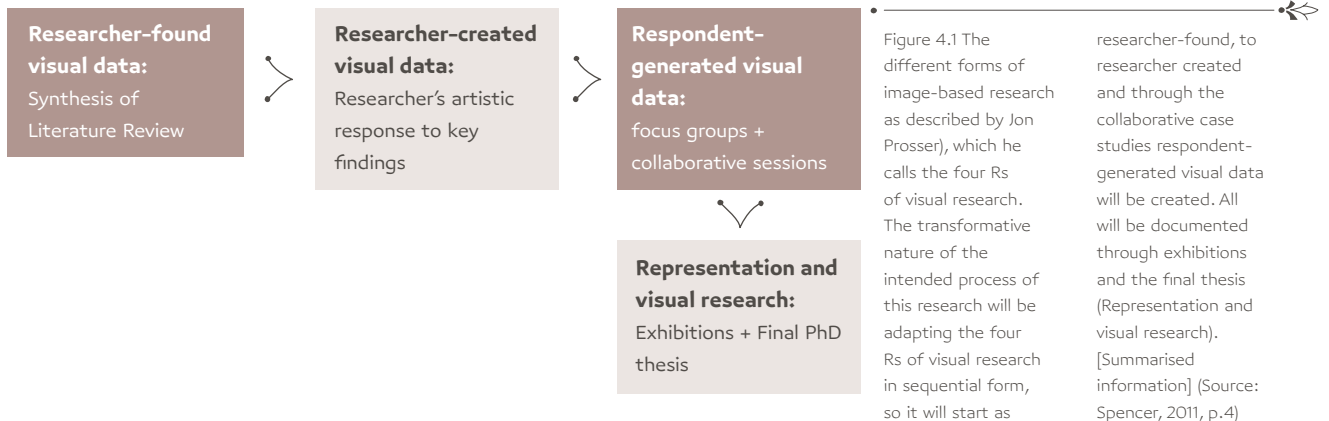 Researcher-found
visual data:
Synthesis of
Literature Review
Researcher-created
visual data:
Researcher's artistic
response to key
findings
Respondent-
generated visual
data:
focus groups +
collaborative sessions
Representation and
visual research:
Exhibitions + Final PhD
thesis
Figure 4.1 The
different forms of
image-based research
as described by Jon
Prosser), which he
calls the four Rs
of visual research.
The transformative
nature of the
intended process of
this research will be
adapting the four
Rs of visual research
in sequential form,
so it will start as
researcher-found, to
researcher created
and through the
collaborative case
studies respondent-
generated visual data
will be created. All
will be documented
through exhibitions
and the final thesis
(Representation and
visual research).
[Summarised
information] (Source:
Spencer, 2011, p.4)